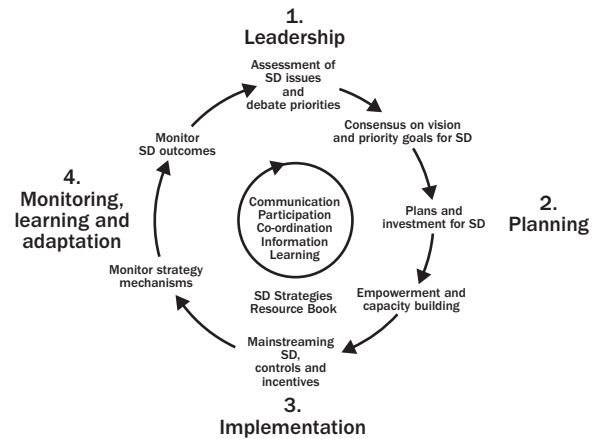 1.
Leadership
Assessment of
SD issues
and
debate priorities
Consensus on vision
and priority goals for SD
2.
Planning
Plans and
investment for SD
Empowerment and
capacity building
Mainstreaming
SD,
controls and
incentives
3.
Implementation
Monitor strategy
mechanisms
4.
Monitoring,
learning and
adaptation
Monitor
SD outcomes
Communication
Participation
Co-ordination
Information
Learning
SD Strategies
Resource Book